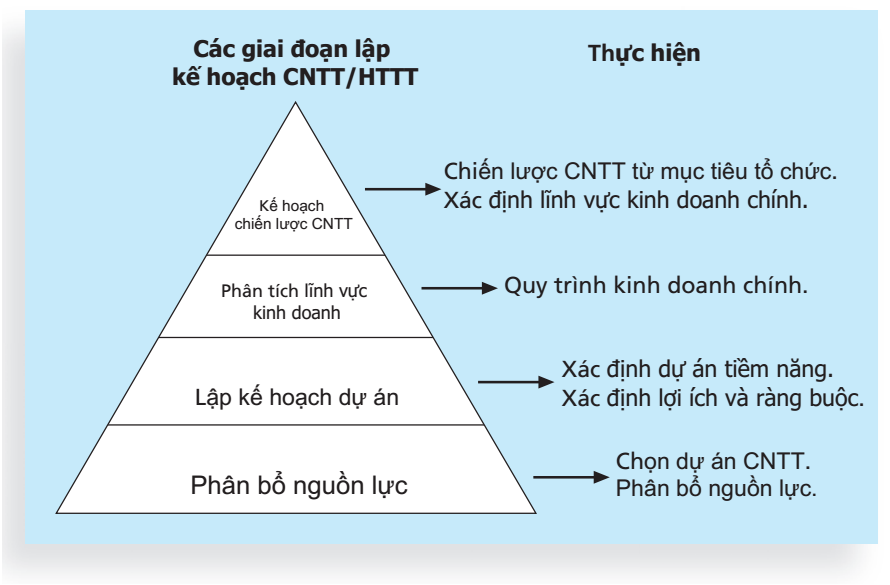 Các giai đoạn lập
kế hoạch CNTT/HTTT
Thực hiện
Kế hoạch
chiến lược CNTT
Chiến lược CNTT từ mục tiêu tổ chức.
Xác định lĩnh vực kinh doanh chính.
Phân tích lĩnh vực
kinh doanh
Quy trình kinh doanh chính.
Lập kế hoạch dự án
Xác định dự án tiềm năng.
Xác định lợi ích và ràng buộc.
Phân bổ nguồn lực
Chọn dự án CNTT.
Phân bổ nguồn lực.